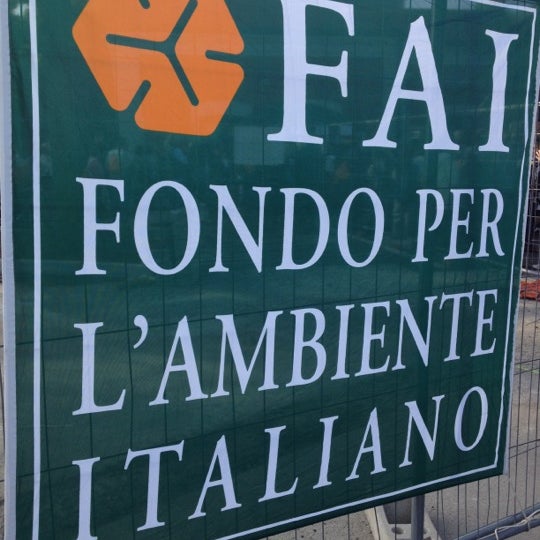 FAI
FONDO PER
L'AMBIENTE
ITALIANO